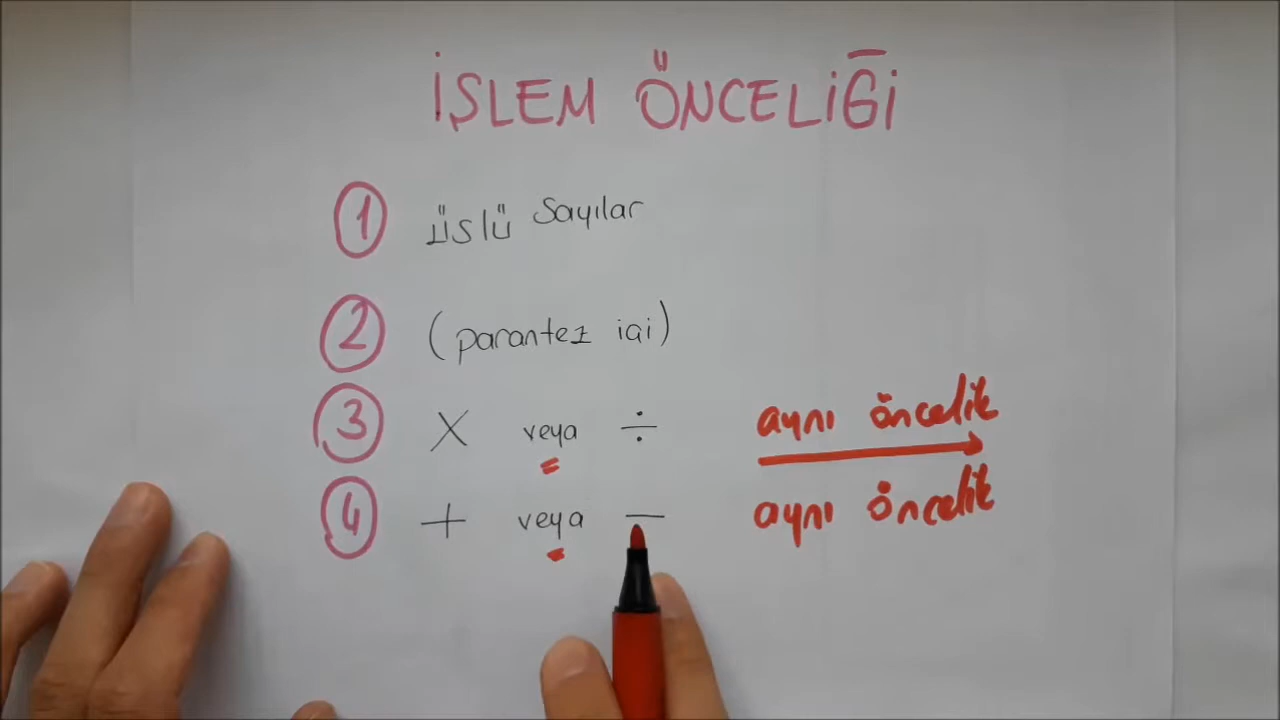 İŞLEM ÖNCELİĞİ
1 üslü sayılar
2 (parantez içi)
3 X veya ÷ aynı öncelik
4 + veya − aynı öncelik